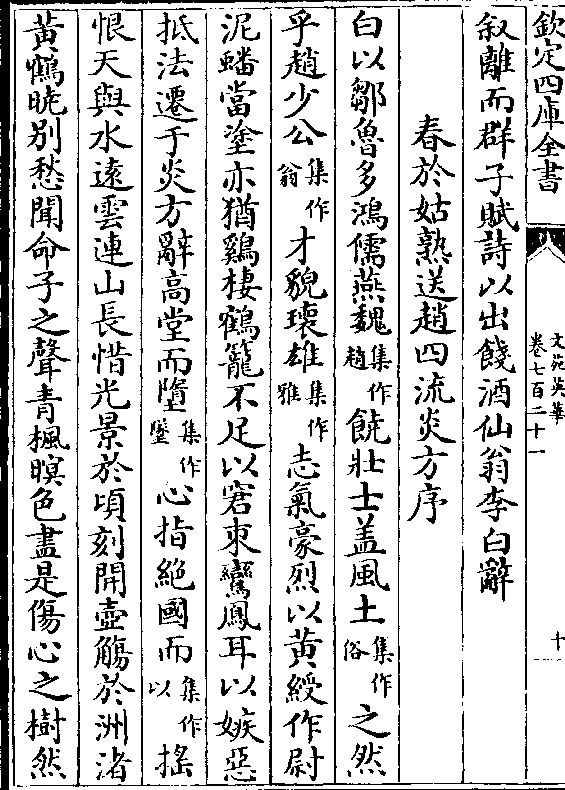 欽定四庫全書
文苑英華
卷七百二十一
十
叙離而群子賦詩以出餞酒仙翁李白辭
春於姑熟送趙四流炎方序
白以鄒魯多鴻儒燕魏集作趙饒壯士盖風土集作俗之然
乎趙少公集作翁才貌瓌雄集作雅志氣豪烈以黃綬作尉
泥蟠當塗亦猶鷄棲鶴籠不足以窘束鸞鳳耳以嫉惡
抵法遷于炎方辭高堂而墮集作墜心指絶國而集作以揺
恨天與水逺雲連山長惜光景於頃刻開壺觴於洲渚
黃鶴曉别愁聞命子之聲青楓暝色盡是傷心之樹然